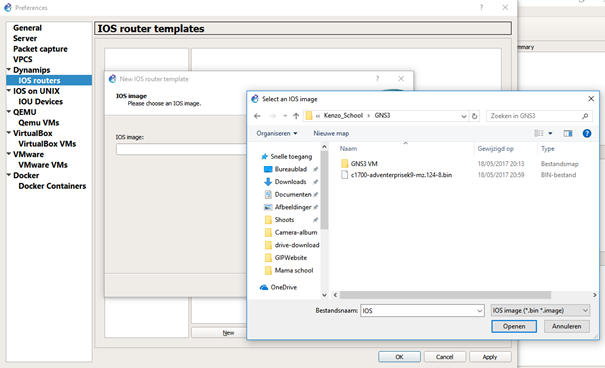 Preferences
? ×
General
Server
Packet capture
VPCS
Dynamips
IOS routers
IOS on UNIX
IOU Devices
QEMU
Qemu VMs
VirtualBox
VirtualBox VMs
VMware
VMware VMs
Docker
Docker Containers
IOS router templates
New IOS router template
? ×
IOS image
Please choose an IOS image.
IOS image:
New
OK
Cancel
Apply
mmary
Select an IOS image
Kenzo_School
GNS3
Zoeken in GNS3
Organiseren
Nieuwe map
Snelle toegang
Bureaublad
Downloads
Documenten
Afbeeldingen
Shoots
Camera-album
drive-download
GIPWebsite
Mama school
OneDrive
Naam Gewijzigd op Type
GNS3 VM 18/05/2017 20:13 Bestandsmap
c1700-adventerprisek9-mz.124-8.bin 18/05/2017 20:59 BIN-bestand
Bestandsnaam: IOS
IOS image (*.bin *.image)
Openen
Annuleren